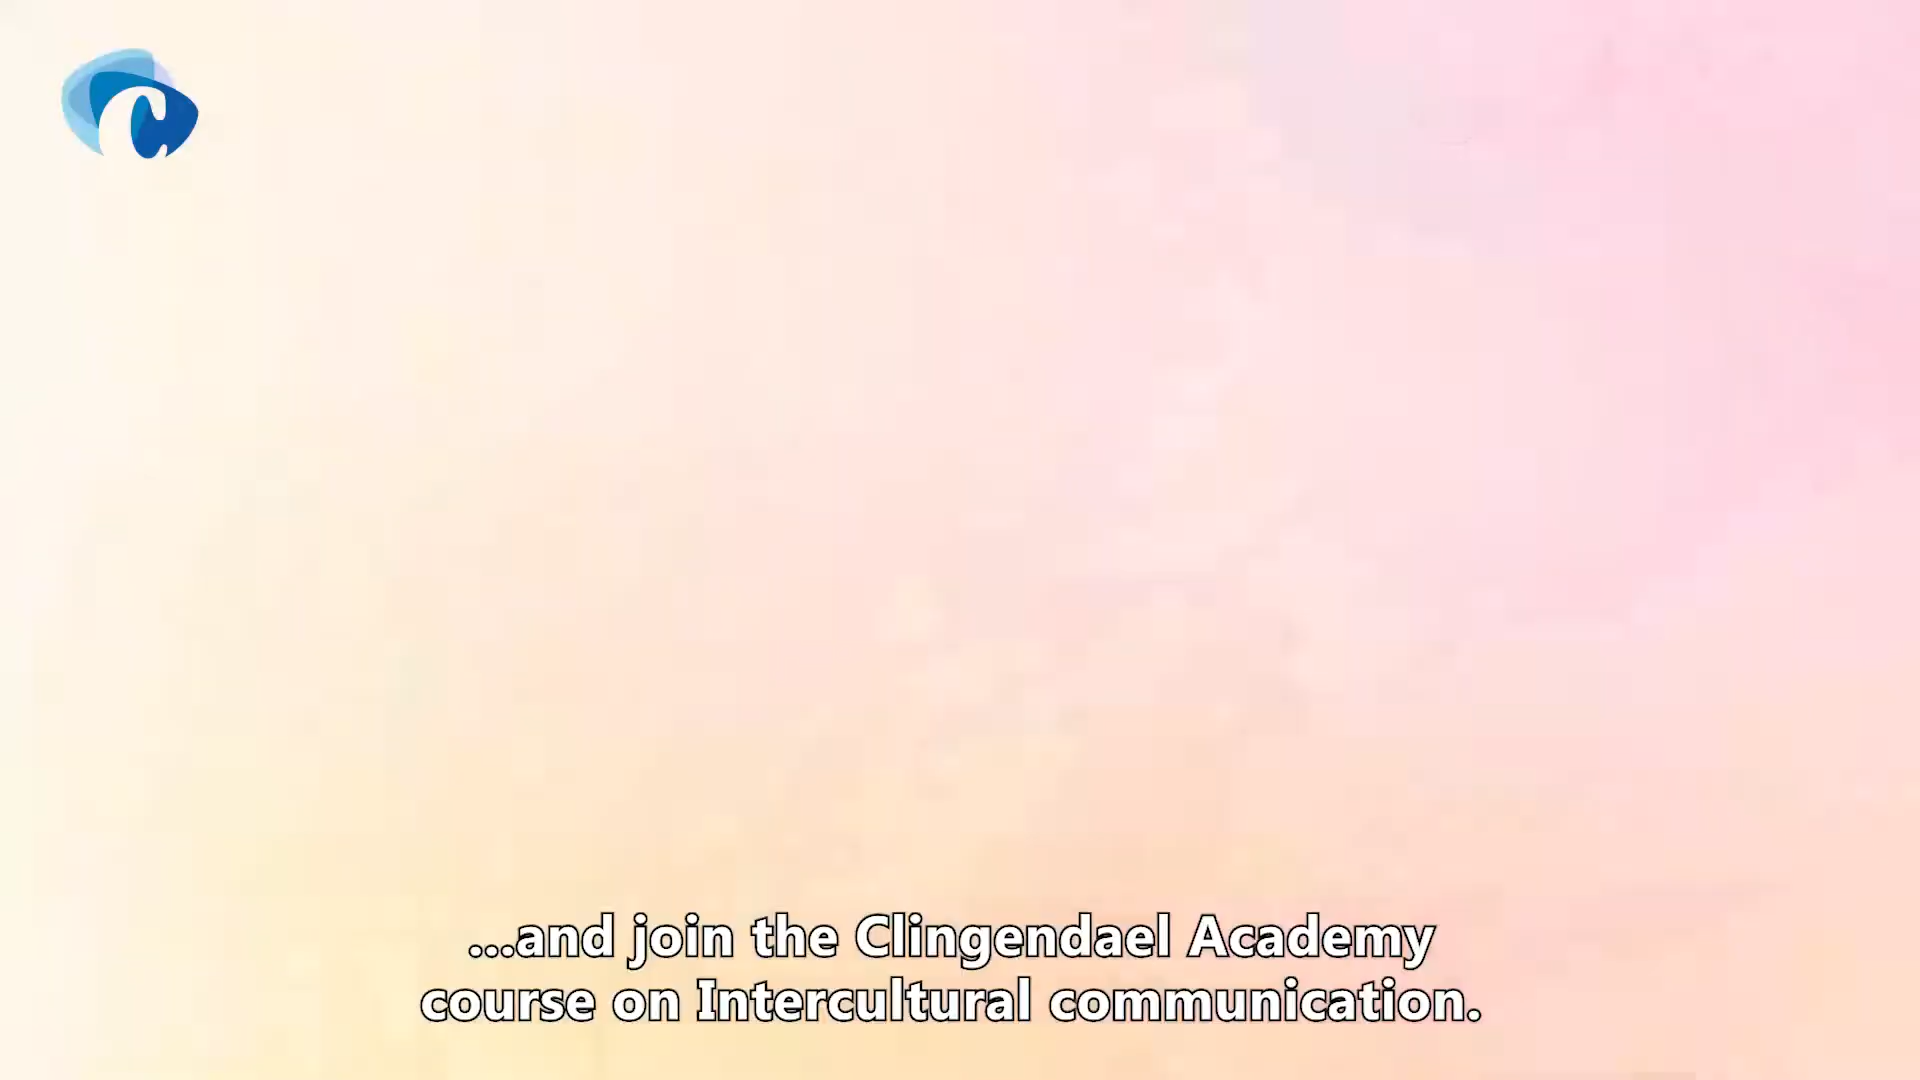 ...and join the Clingendael Academy
course on Intercultural communication.